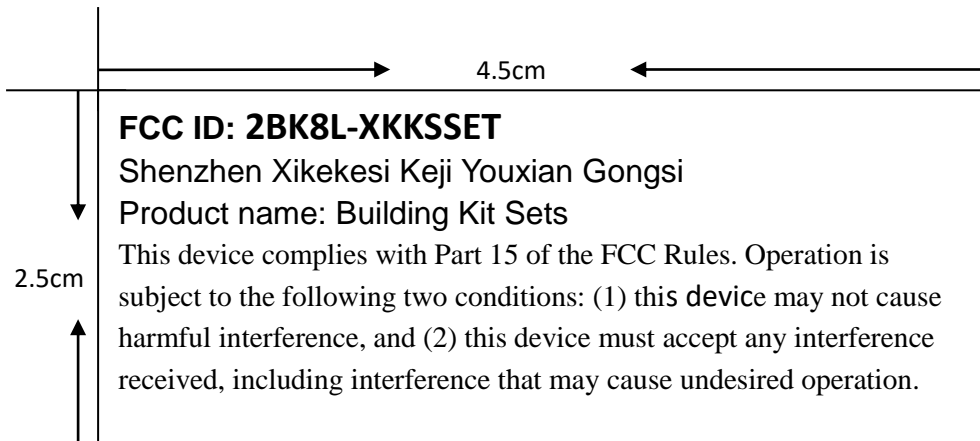 4.5cm
FCC ID: 2BK8L-XKKSSET
Shenzhen Xikekesi Keji Youxian Gongsi
Product name: Building Kit Sets
This device complies with Part 15 of the FCC Rules. Operation is
2.5cm
subject to the following two conditions: (1) this device may not cause
harmful interference, and (2) this device must accept any interference
received, including interference that may cause undesired operation.